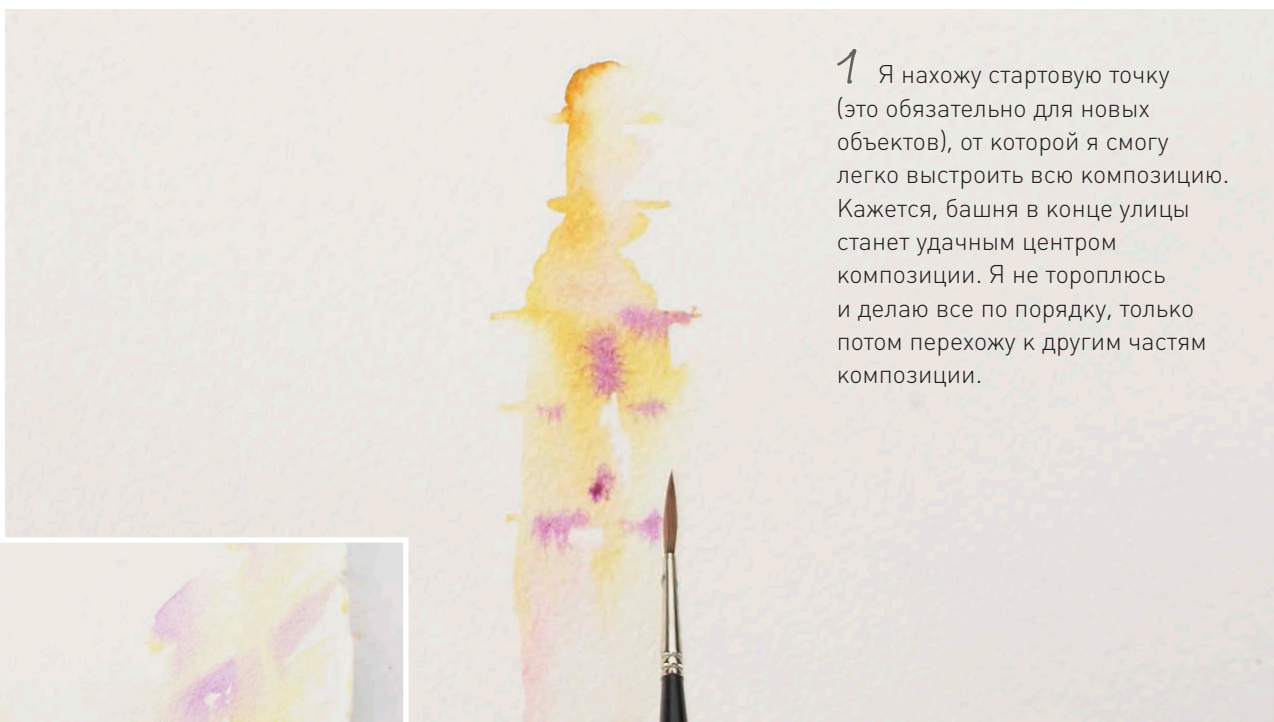 1 Я нахожу стартовую точку
(это обязательно для новых
объектов), от которой я смогу
легко выстроить всю композицию.
Кажется, башня в конце улицы
станет удачным центром
композиции. Я не тороплюсь
и делаю все по порядку, только
потом перехожу к другим частям
композиции.